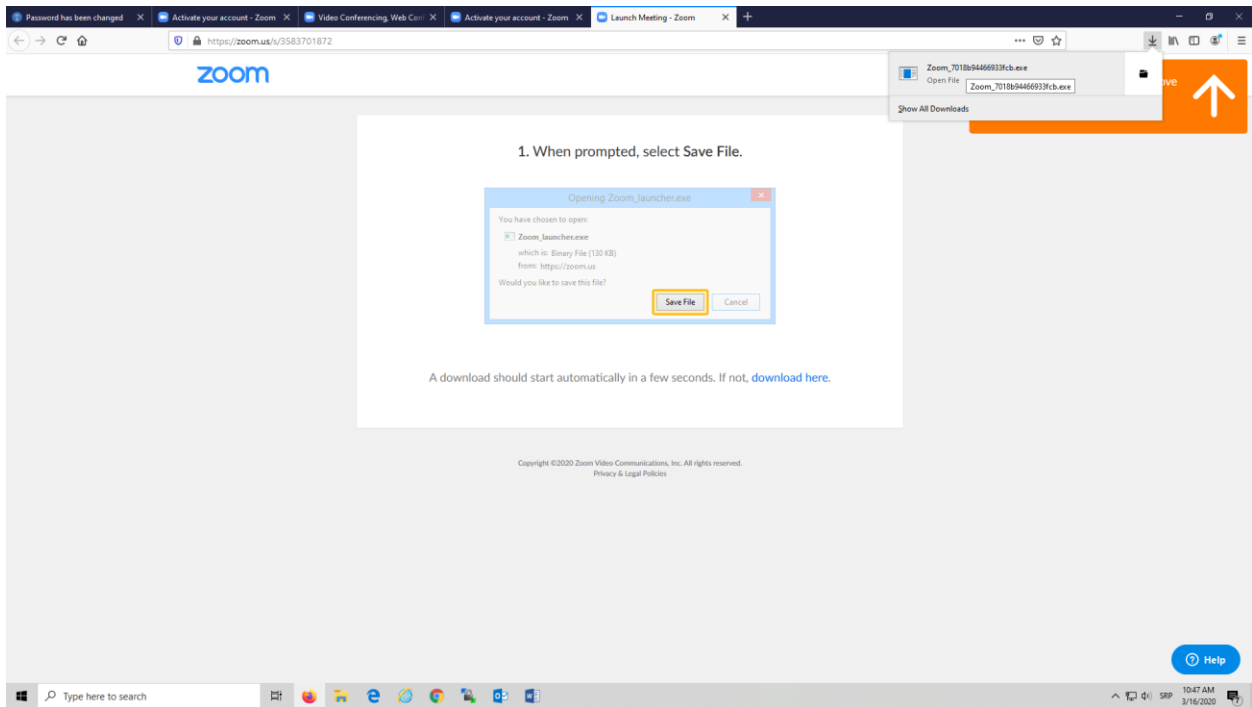 Password has been changed
Activate your account - Zoom
Video Conferencing, Web Conf
Activate your account - Zoom
Launch Meeting - Zoom
https://zoom.us/s/3583701872
zoom
Zoom_7018b94466933fcb.exe
Open File
Zoom_7018b94466933fcb.exe
Show All Downloads
ove
1. When prompted, select Save File.
Opening Zoom_launcher.exe
You have chosen to open:
Zoom_launcher.exe
which is: Binary File (130 KB)
from: https://zoom.us
Would you like to save this file?
Save File
Cancel
A download should start automatically in a few seconds. If not, download here.
Copyright ©2020 Zoom Video Communications, Inc. All rights reserved.
Privacy & Legal Policies
Help
Type here to search
SRP
10:47 AM
3/16/2020